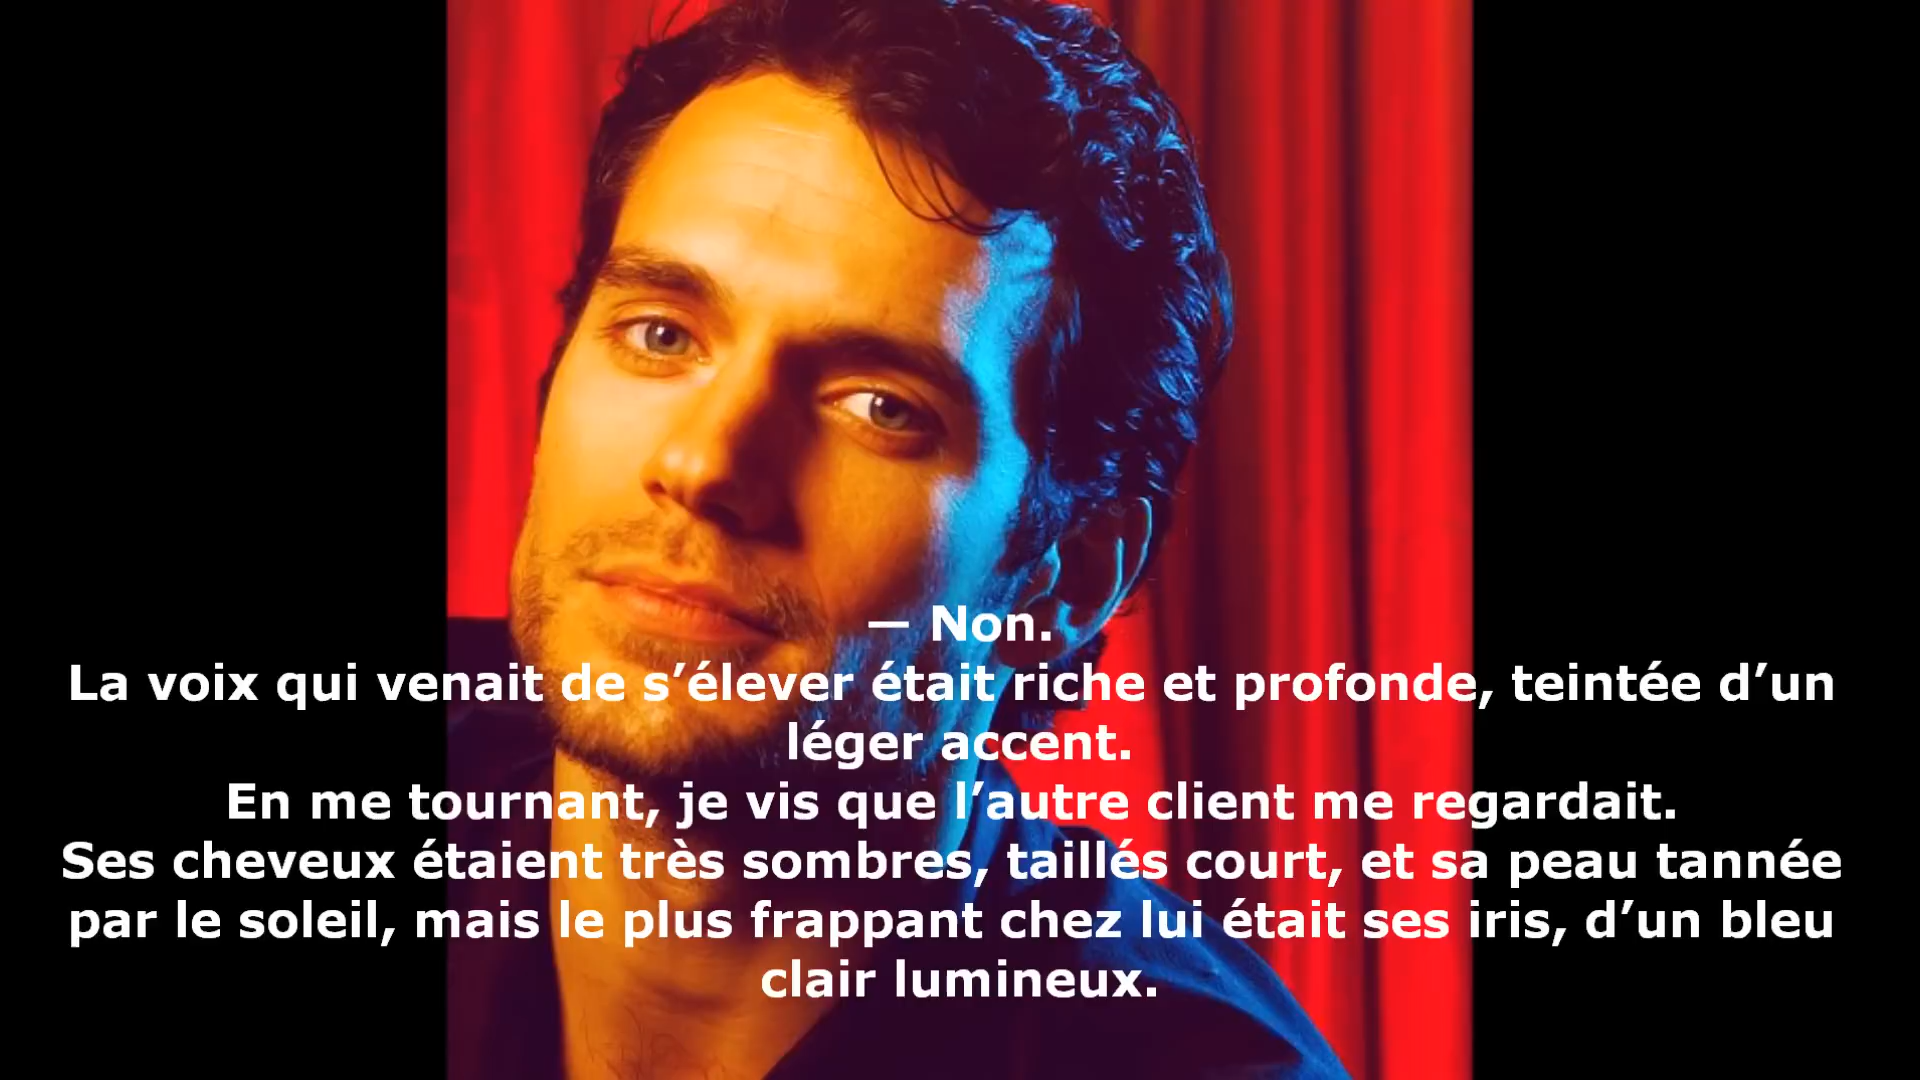 — Non.
La voix qui venait de s’élever était riche et profonde, teintée d’un
léger accent.
En me tournant, je vis que l’autre client me regardait.
Ses cheveux étaient très sombres, taillés court, et sa peau tannée
par le soleil, mais le plus frappant chez lui était ses iris, d’un bleu
clair lumineux.